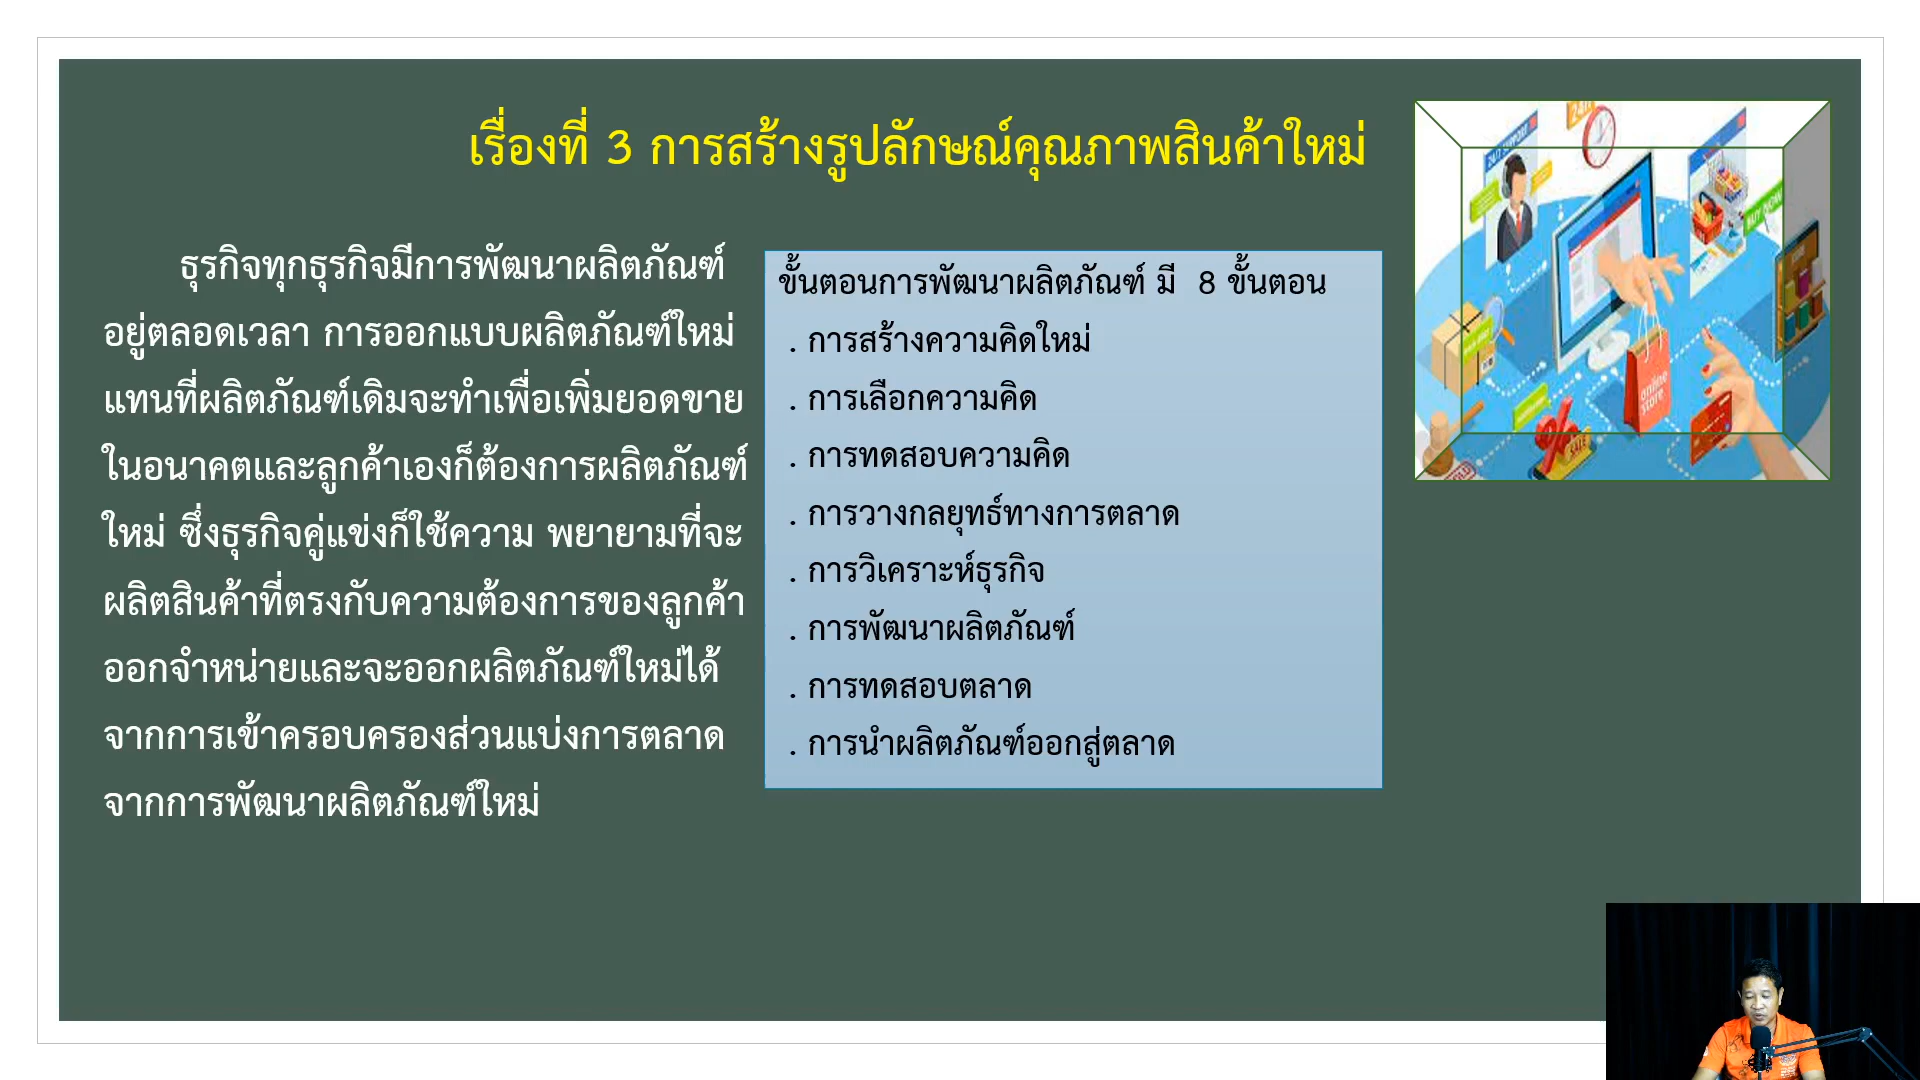 เรื่องที่ 3 การสร้างรูปลักษณ์คุณภาพสินค้าใหม่
ธุรกิจทุกธุรกิจมีการพัฒนาผลิตภัณฑ์
อยู่ตลอดเวลา การออกแบบผลิตภัณฑ์ใหม่
แทนที่ผลิตภัณฑ์เดิมจะทำเพื่อเพิ่มยอดขาย
ในอนาคตและลูกค้าเองก็ต้องการผลิตภัณฑ์
ใหม่ ซึ่งธุรกิจคู่แข่งก็ใช้ความ พยายามที่จะ
ผลิตสินค้าที่ตรงกับความต้องการของลูกค้า
ออกจำหน่ายและจะออกผลิตภัณฑ์ใหม่ได้
จากการเข้าครอบครองส่วนแบ่งการตลาด
จากการพัฒนาผลิตภัณฑ์ใหม่
ขั้นตอนการพัฒนาผลิตภัณฑ์ มี 8 ขั้นตอน
. การสร้างความคิดใหม่
. การเลือกความคิด
. การทดสอบความคิด
. การวางกลยุทธ์ทางการตลาด
. การวิเคราะห์ธุรกิจ
. การพัฒนาผลิตภัณฑ์
. การทดสอบตลาด
. การนำผลิตภัณฑ์ออกสู่ตลาด
24/7 SUPPORT
BUY NOW
online
store
SALE